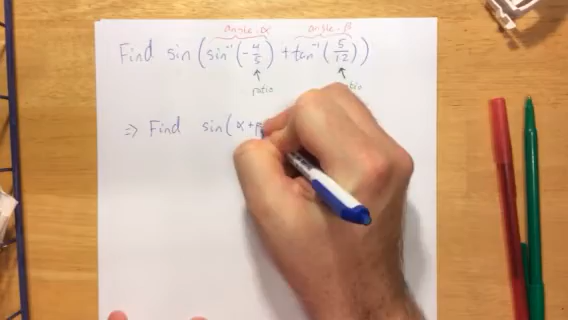 angle α angle β
Find sin(sin⁻¹(-4/5) + tan⁻¹(5/12))
ratio
⇒ Find sin(α+β